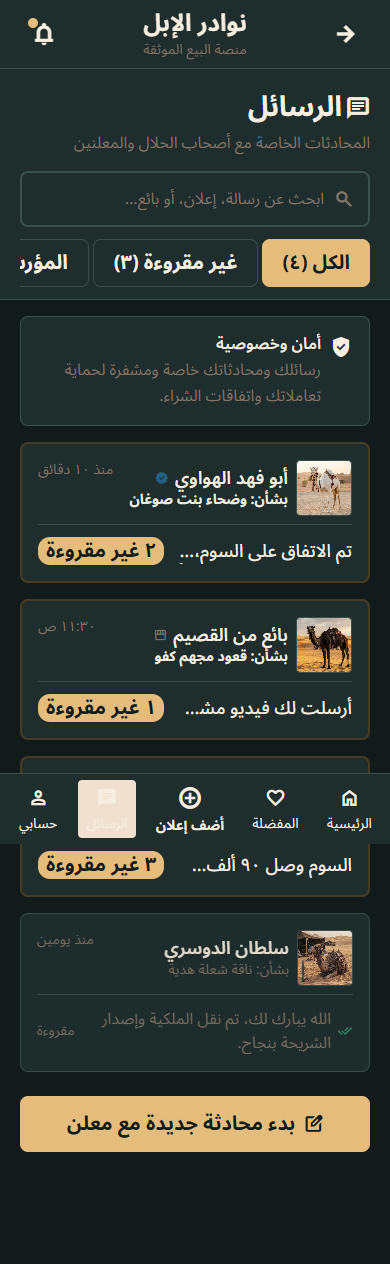 نوادر الإبل
منصة البيع الموثقة
الرسائل
المحادثات الخاصة مع أصحاب الحلال والمعلنين
ابحث عن رسالة، إعلان، أو بائع...
الكل (٤)
غير مقروءة (٣)
أمان وخصوصية
رسائلك ومحادثاتك خاصة ومشفرة لحماية
تعاملاتك واتفاقات الشراء.
أبو فهد الهواوي
منذ ١٠ دقائق
بشأن: وضحاء بنت صوغان
تم الاتفاق على السوم،...
٢ غير مقروءة
بائع من القصيم
١١:٣٠ ص
بشأن: قعود مجهم كفو
أرسلت لك فيديو مشـ...
١ غير مقروءة
الرئيسية
المفضلة
أضف إعلان
الرسائل
حسابي
السوم وصل ٩٠ ألف...
٣ غير مقروءة
سلطان الدوسري
منذ يومين
بشأن: ناقة شعلة هدية
الله يبارك لك، تم نقل الملكية وإصدار
الشريحة بنجاح.
مقروءة
بدء محادثة جديدة مع معلن